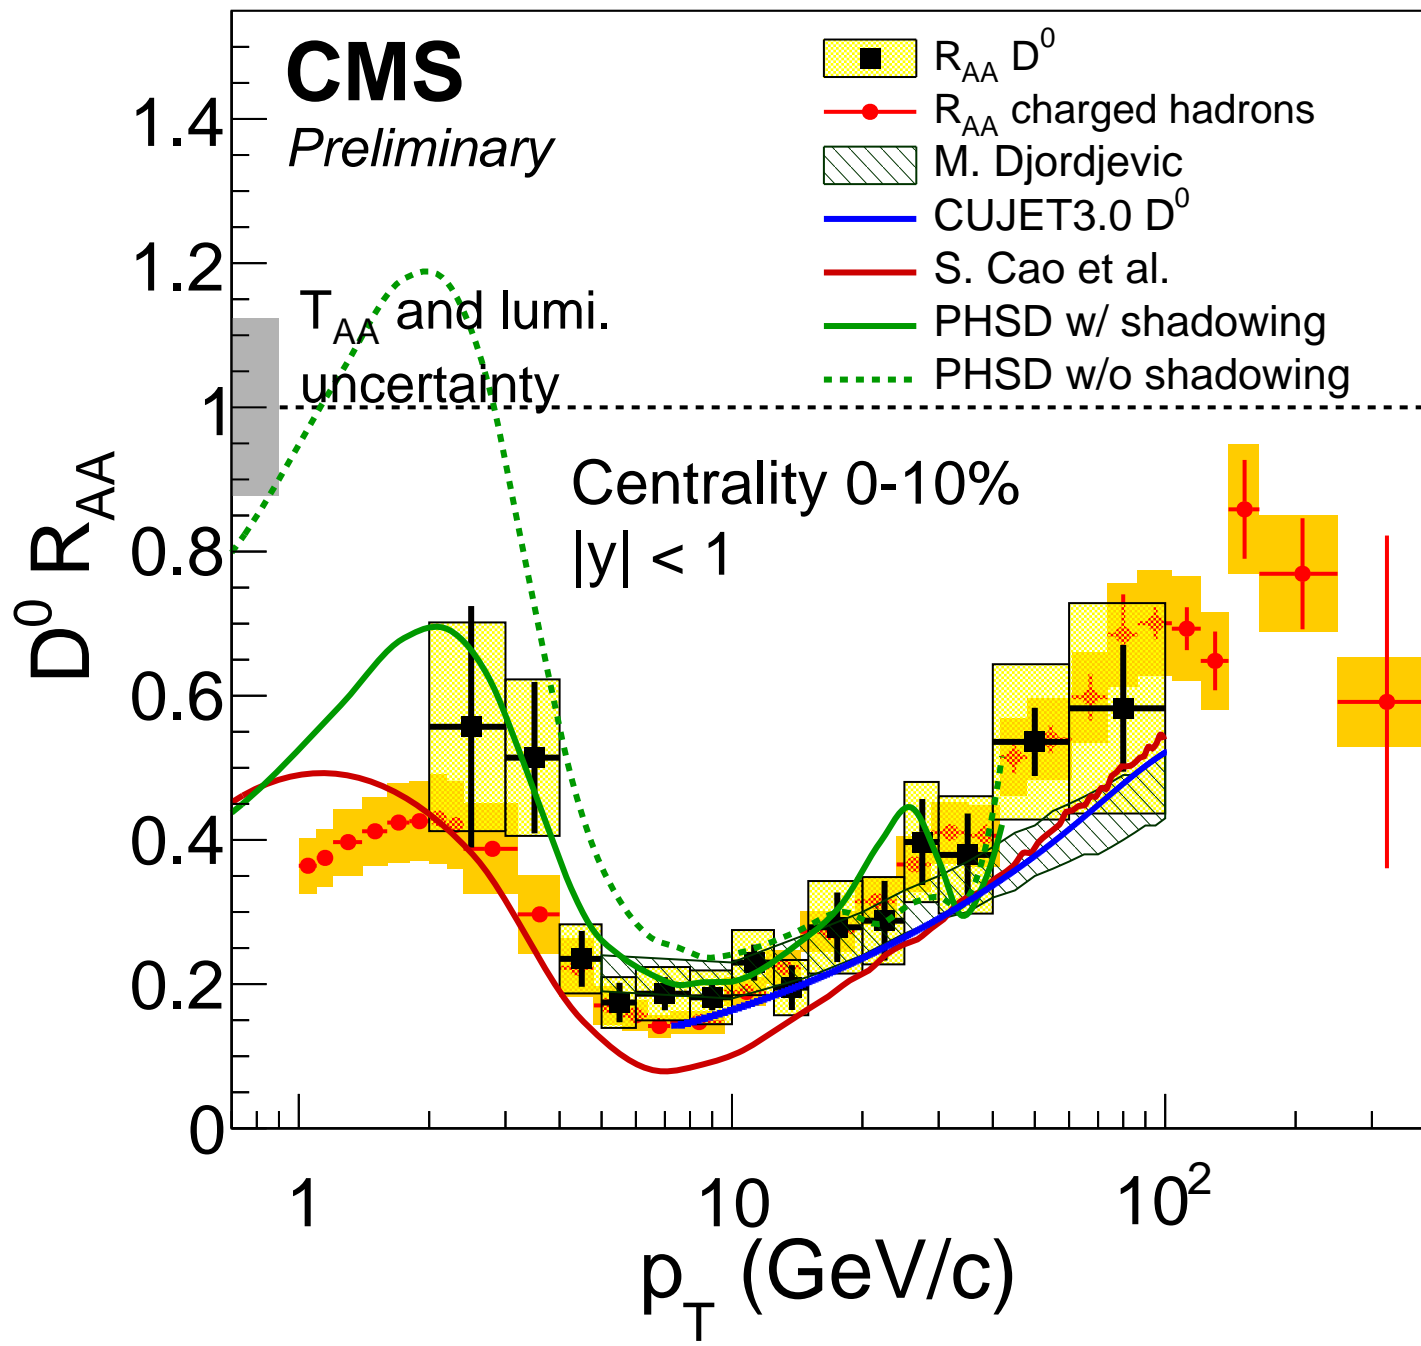 CMS
Preliminary
R_AA D^0
R_AA charged hadrons
M. Djordjevic
CUJET3.0 D^0
S. Cao et al.
PHSD w/ shadowing
PHSD w/o shadowing
T_AA and lumi.
uncertainty
Centrality 0-10%
|y| < 1
D^0 R_AA
1.4
1.2
1
0.8
0.6
0.4
0.2
0
1
10
10^2
p_T (GeV/c)